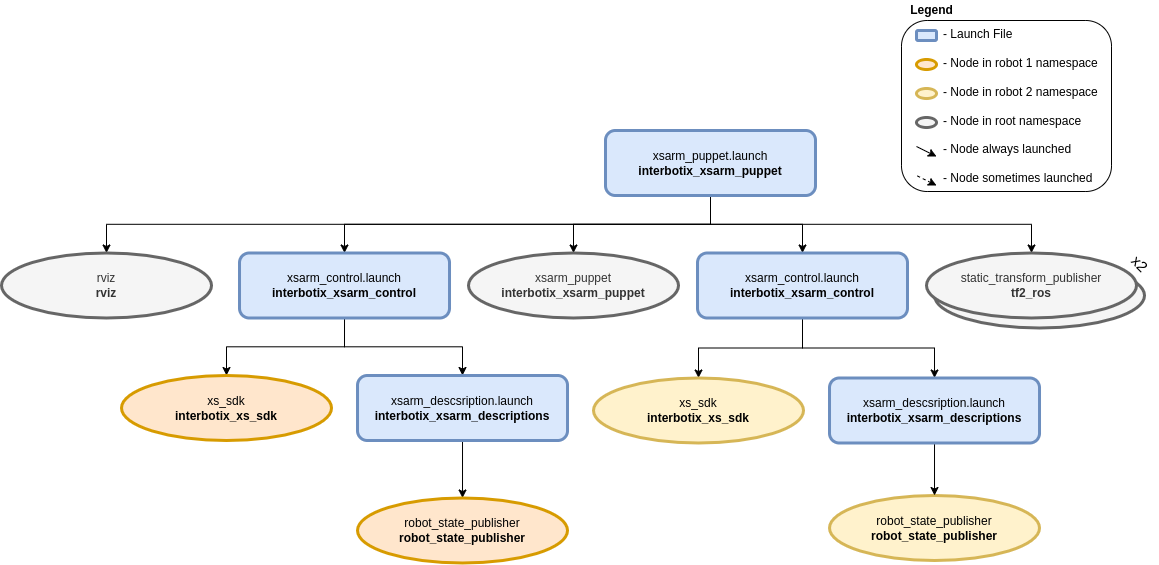 Legend
- Launch File
- Node in robot 1 namespace
- Node in robot 2 namespace
- Node in root namespace
- Node always launched
- Node sometimes launched
xsarm_puppet.launch
interbotix_xsarm_puppet
rviz
rviz
xsarm_control.launch
interbotix_xsarm_control
xsarm_puppet
interbotix_xsarm_puppet
xsarm_control.launch
interbotix_xsarm_control
static_transform_publisher
tf2_ros
x2
xs_sdk
interbotix_xs_sdk
xsarm_descsription.launch
interbotix_xsarm_descriptions
xs_sdk
interbotix_xs_sdk
xsarm_descsription.launch
interbotix_xsarm_descriptions
robot_state_publisher
robot_state_publisher
robot_state_publisher
robot_state_publisher